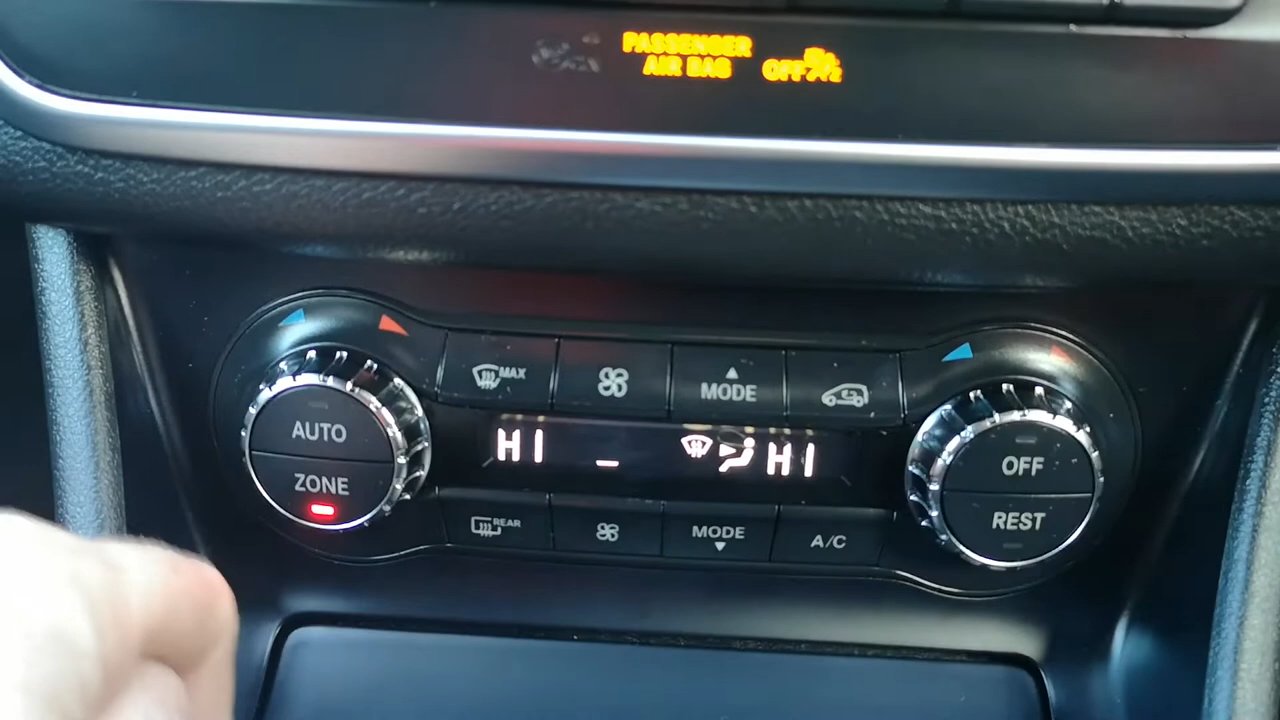 PASSENGER
AIR BAG OFF
MAX
MODE
AUTO
ZONE
HI
HI
OFF
REST
REAR
MODE
A/C